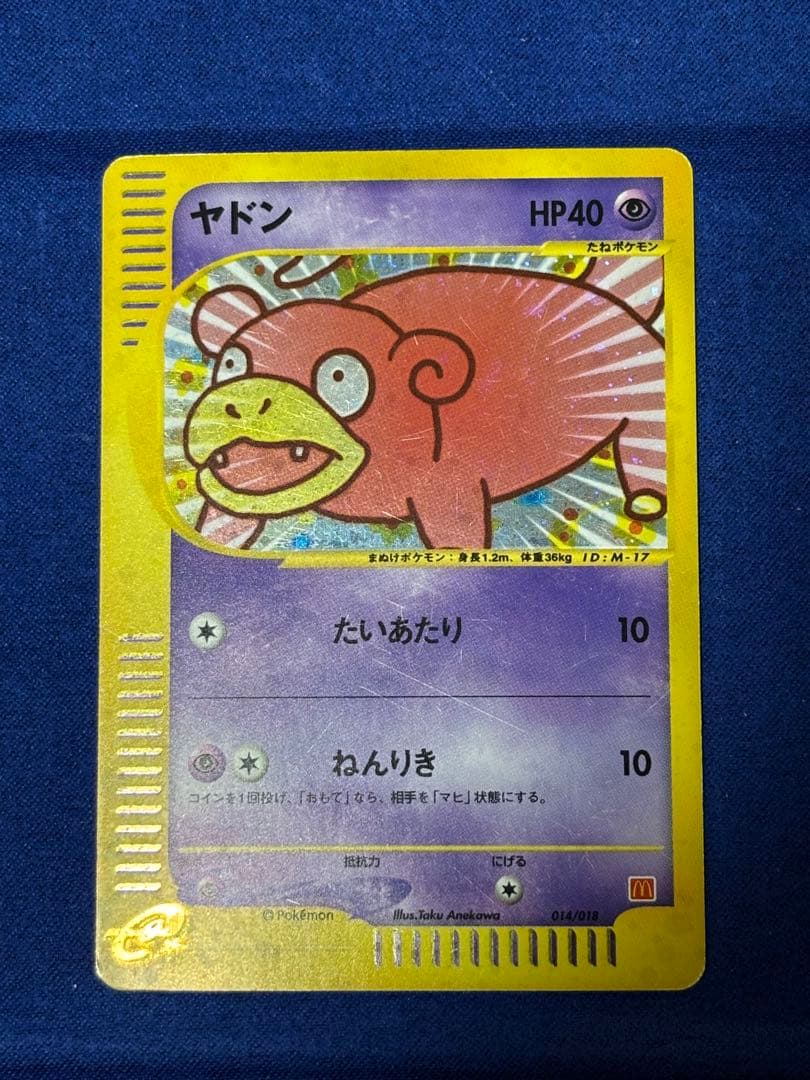 ヤドン HP40
たねポケモン
まぬけポケモン：身長1.2m、体重36kg ID:M-17
たいあたり 10
ねんりき 10
コインを1回投げ、「おもて」なら、相手を「マヒ」状態にする。
抵抗力 にげる
© Pokémon Illus.Taku Anekawa 014/018